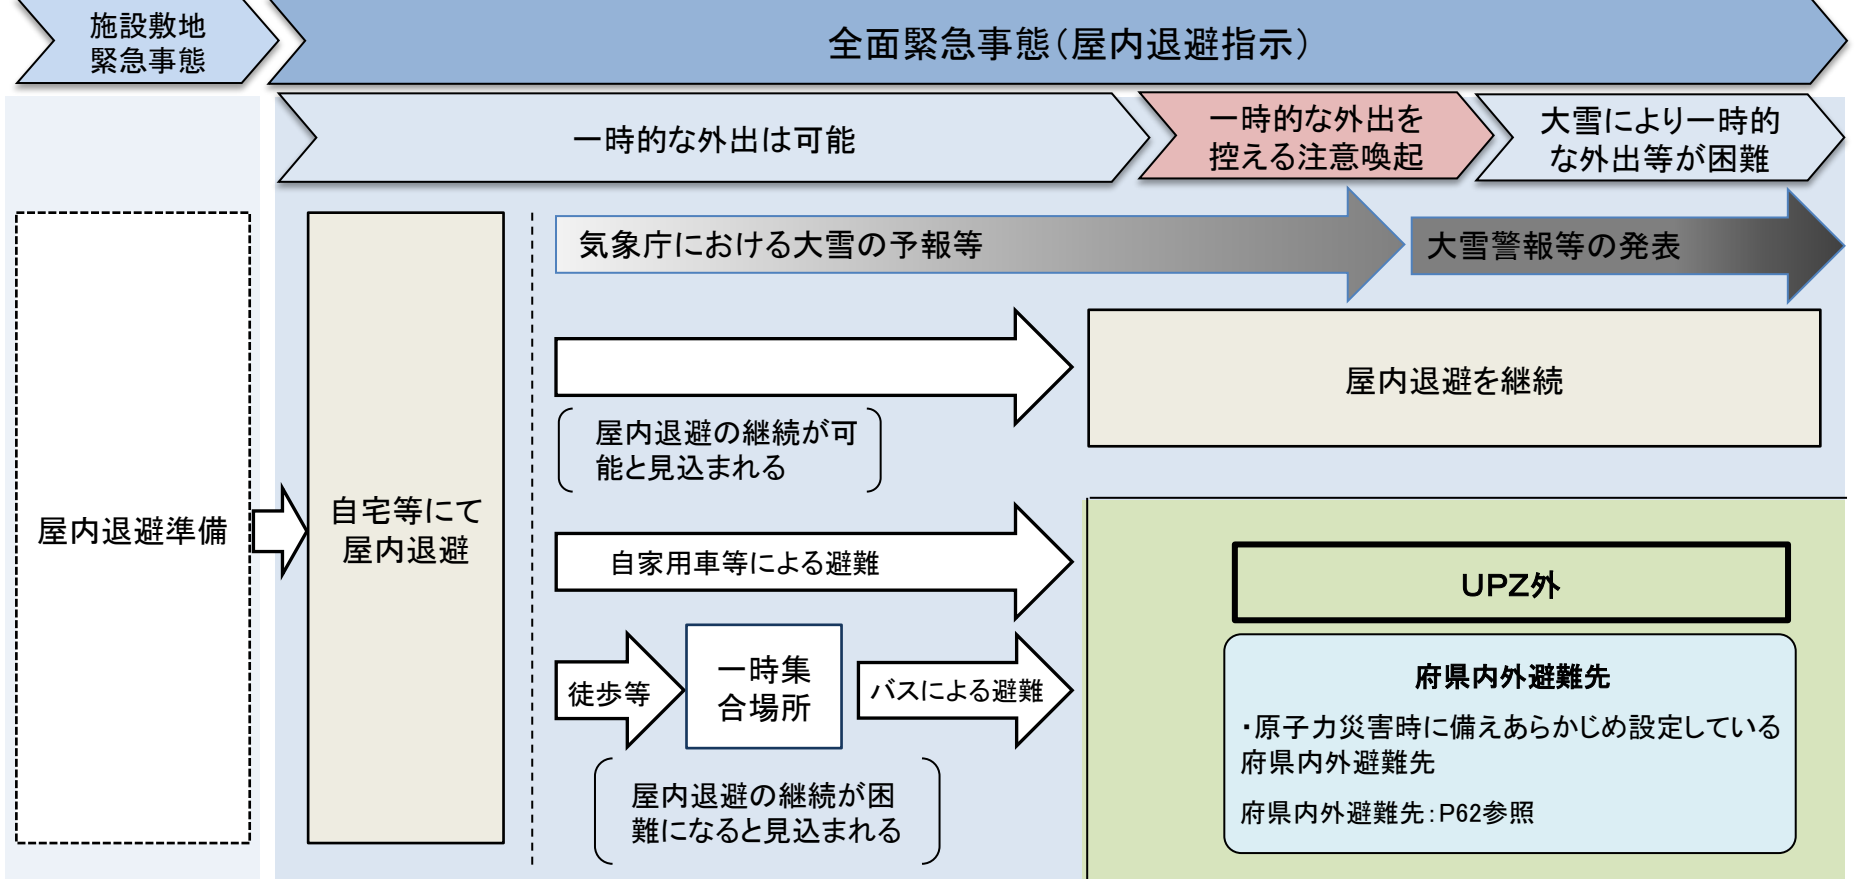 施設敷地
緊急事態
全面緊急事態（屋内退避指示）
一時的な外出は可能
一時的な外出を
控える注意喚起
大雪により一時的
な外出等が困難
気象庁における大雪の予報等
大雪警報等の発表
屋内退避準備
自宅等にて
屋内退避
屋内退避の継続が可
能と見込まれる
屋内退避を継続
自家用車等による避難
徒歩等
一時集
合場所
バスによる避難
屋内退避の継続が困
難になると見込まれる
UPZ外
府県内外避難先
・原子力災害時に備えあらかじめ設定している
府県内外避難先
府県内外避難先：P62参照